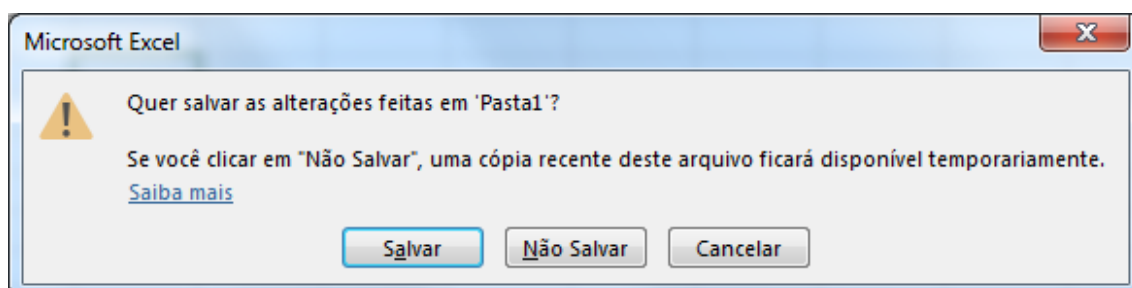 Microsoft Excel
Quer salvar as alterações feitas em 'Pasta1'?
Se você clicar em "Não Salvar", uma cópia recente deste arquivo ficará disponível temporariamente.
Saiba mais
Salvar Não Salvar Cancelar